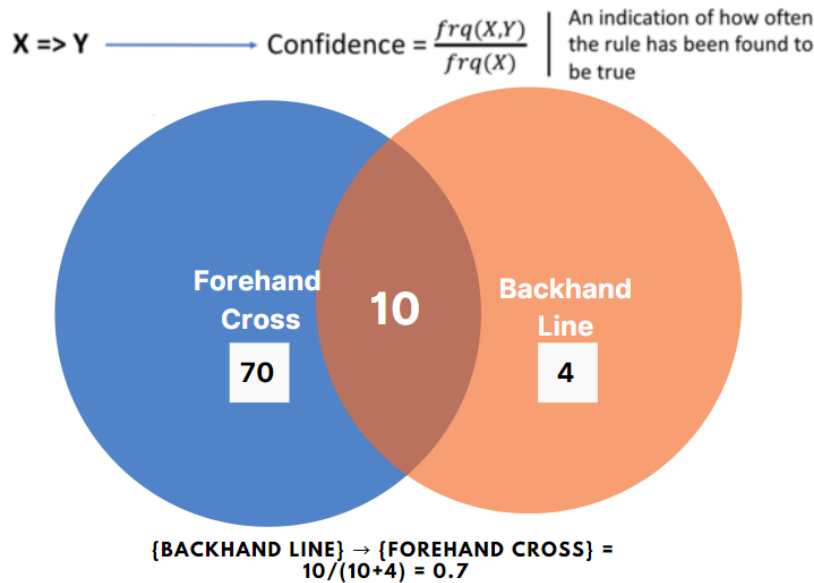 X => Y
Confidence = frq(X,Y)
frq(X)
An indication of how often
the rule has been found to
be true
Forehand
Cross
70
10
Backhand
Line
4
{BACKHAND LINE} → {FOREHAND CROSS} =
10/(10+4) = 0.7